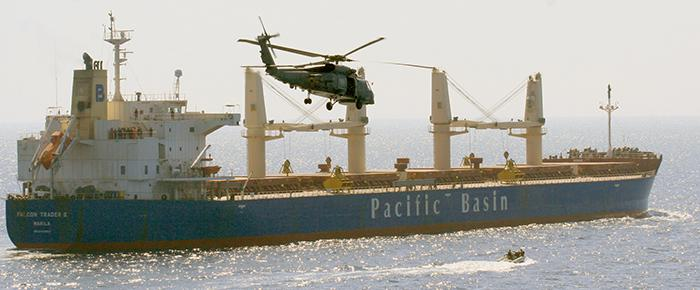 B
Pacific Basin
FALCON TRADER II
MANILA